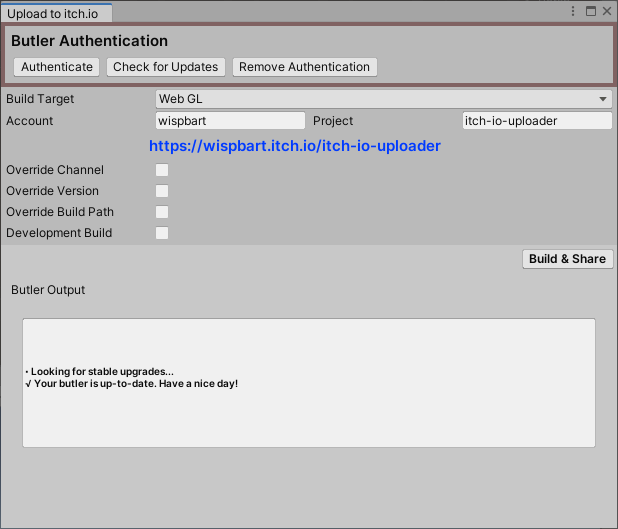 Upload to itch.io
Butler Authentication
Authenticate Check for Updates Remove Authentication
Build Target Web GL
Account wispbart Project itch-io-uploader
https://wispbart.itch.io/itch-io-uploader
Override Channel
Override Version
Override Build Path
Development Build
Build & Share
Butler Output
• Looking for stable upgrades...
√ Your butler is up-to-date. Have a nice day!